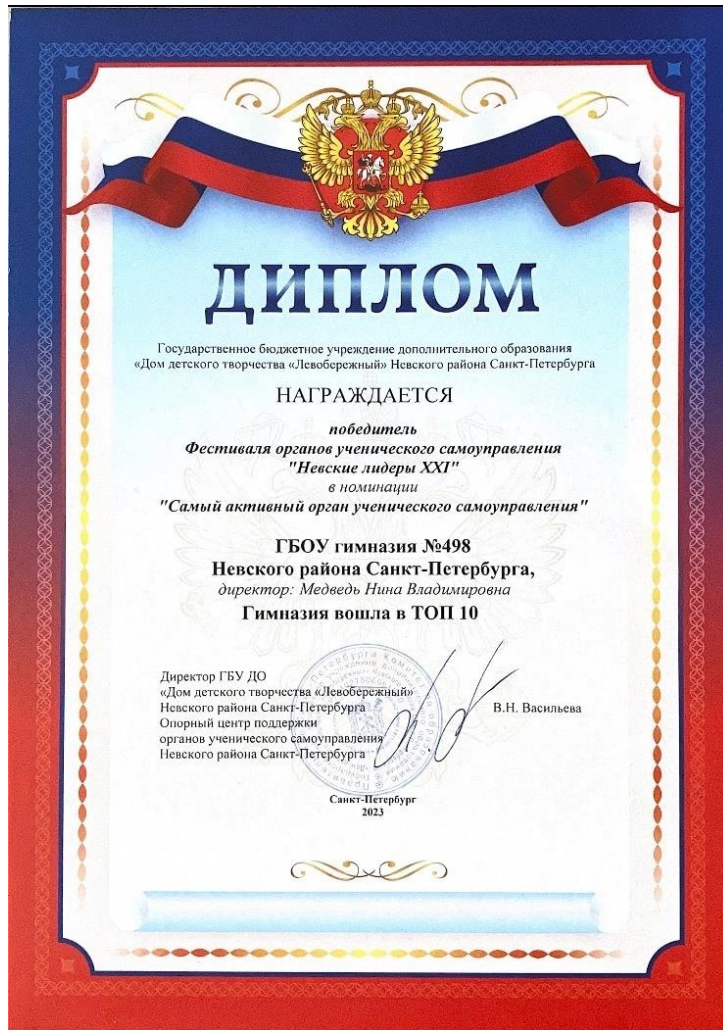 ДИПЛОМ
Государственное бюджетное учреждение дополнительного образования
«Дом детского творчества «Левобережный» Невского района Санкт-Петербурга
НАГРАЖДАЕТСЯ
победитель
Фестиваля органов ученического самоуправления
"Невские лидеры XXI"
в номинации
"Самый активный орган ученического самоуправления"
ГБОУ гимназия №498
Невского района Санкт-Петербурга,
директор: Медведь Нина Владимировна
Гимназия вошла в ТОП 10
Директор ГБУ ДО
«Дом детского творчества «Левобережный»
Невского района Санкт-Петербурга
Опорный центр поддержки
органов ученического самоуправления
Невского района Санкт-Петербурга
В.Н. Васильева
Санкт-Петербург
2023